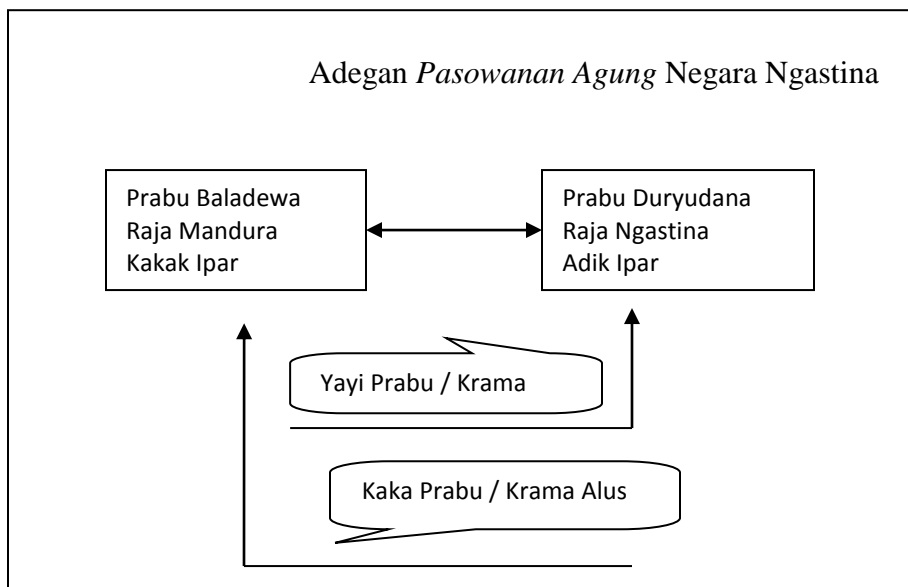 Adegan Pasowanan Agung Negara Ngastina
Prabu Baladewa
Raja Mandura
Kakak Ipar
Prabu Duryudana
Raja Ngastina
Adik Ipar
Yayi Prabu / Krama
Kaka Prabu / Krama Alus